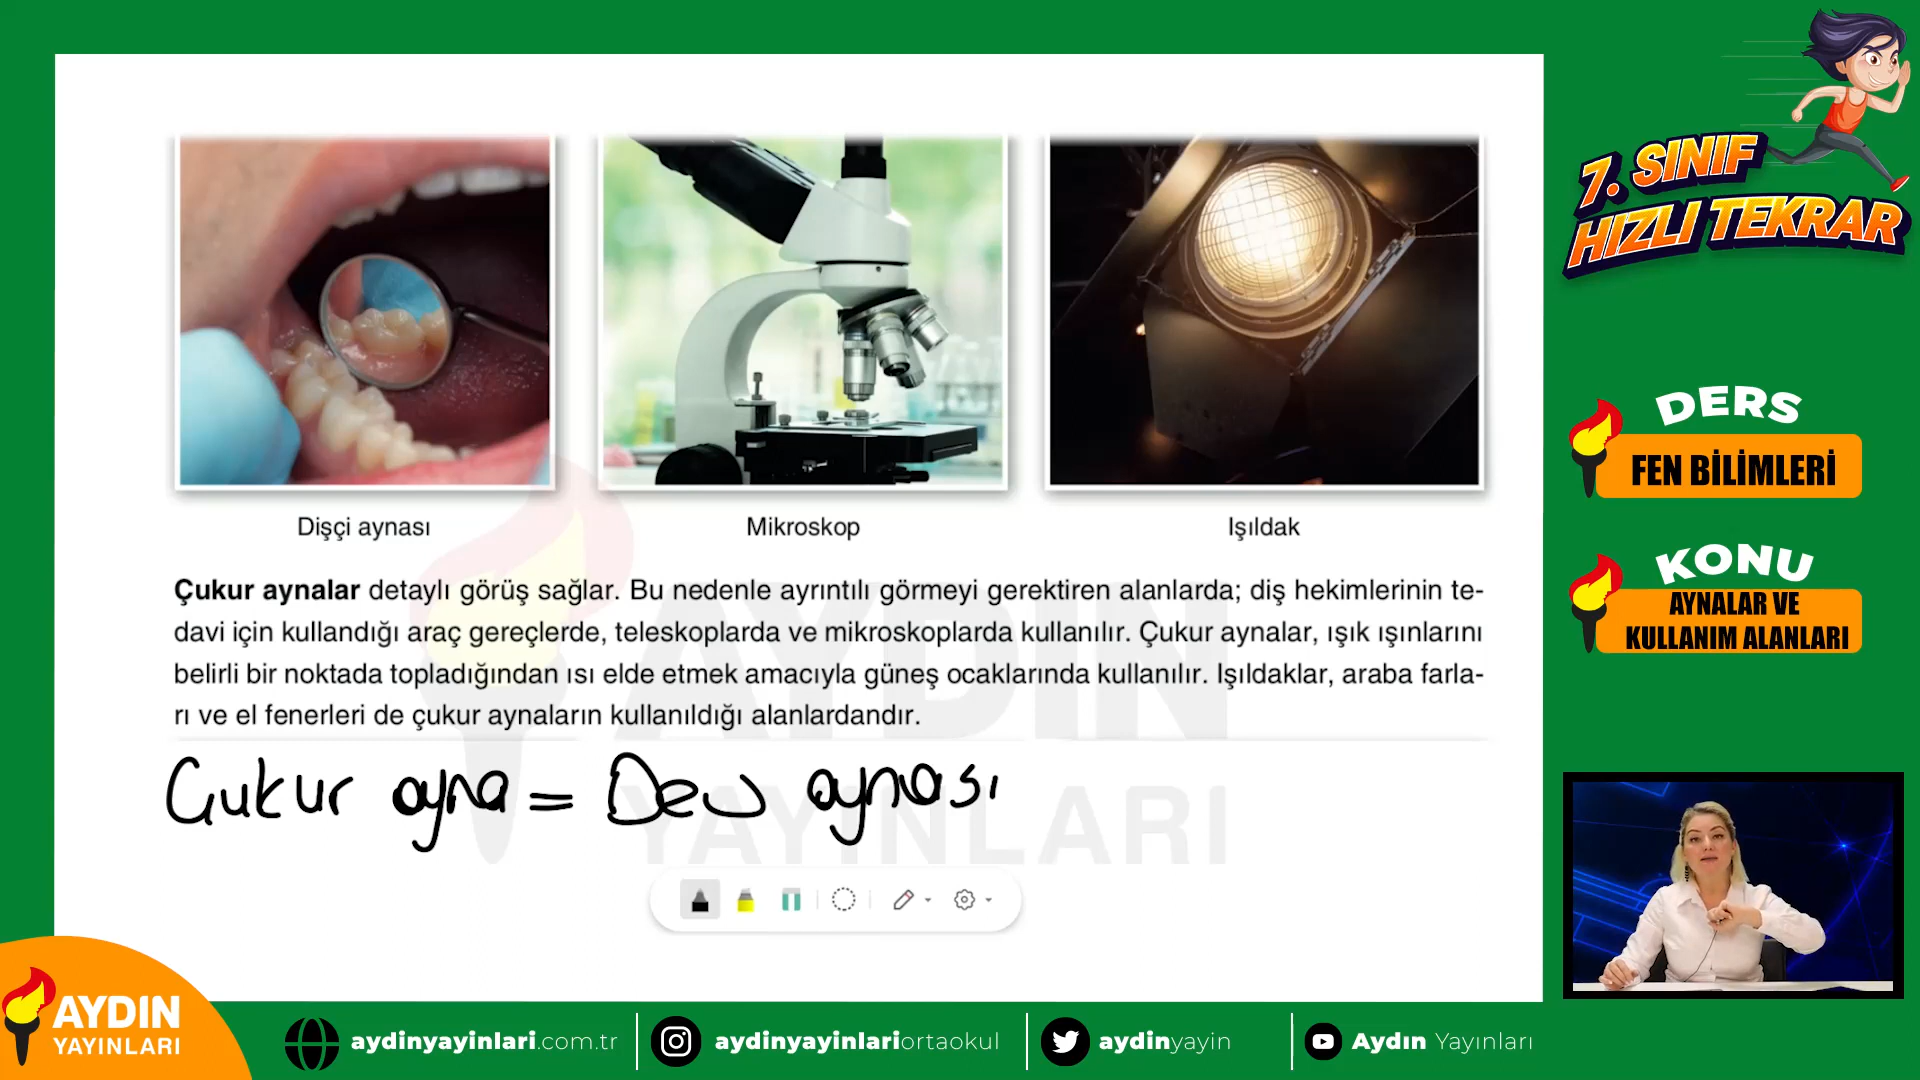 7. SINIF
HIZLI TEKRAR
Dişçi aynası
Mikroskop
Işıldak
Çukur aynalar detaylı görüş sağlar. Bu nedenle ayrıntılı görmeyi gerektiren alanlarda; diş hekimlerinin te-
davi için kullandığı araç gereçlerde, teleskoplarda ve mikroskoplarda kullanılır. Çukur aynalar, ışık ışınlarını
belirli bir noktada topladığından ısı elde etmek amacıyla güneş ocaklarında kullanılır. Işıldaklar, araba farla-
rı ve el fenerleri de çukur aynaların kullanıldığı alanlardandır.
Çukur ayna = Dev aynası
AYDIN
YAYINLARI
DERS
FEN BİLİMLERİ
KONU
AYNALAR VE
KULLANIM ALANLARI
AYDIN
YAYINLARI
aydinyayinlari.com.tr
aydinyayinlariortaokul
aydinyayin
Aydın Yayınları